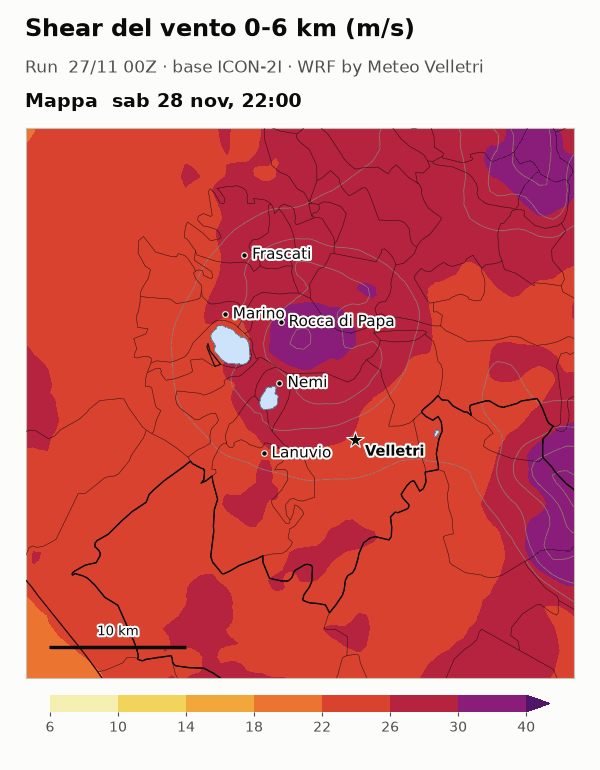 Shear del vento 0-6 km (m/s)
Run  27/11 00Z · base ICON-2I · WRF by Meteo Velletri
Mappa  sab 28 nov, 22:00
Frascati
Marino
Rocca di Papa
Nemi
Velletri
Lanuvio
10 km
6 10 14 18 22 26 30 40